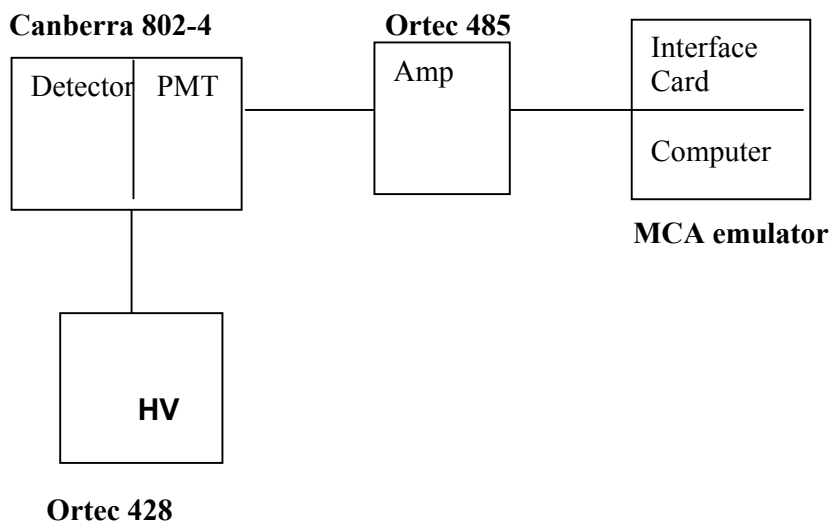 Canberra 802-4
Ortec 485
Detector
PMT
Amp
Interface
Card
Computer
MCA emulator
HV
Ortec 428